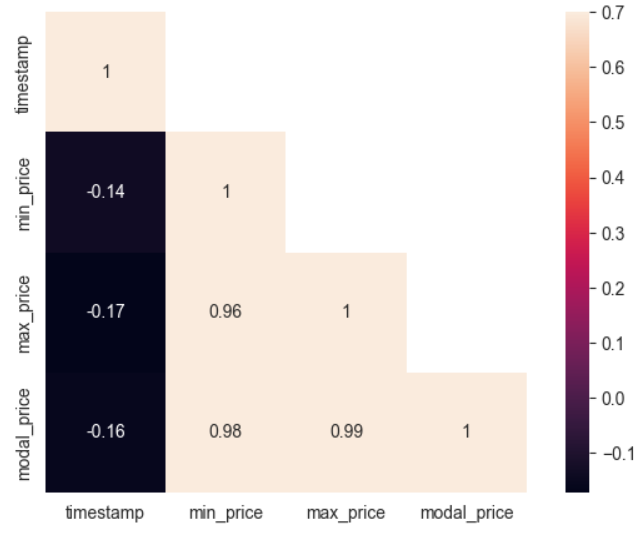 timestamp
1
min_price
-0.14
1
max_price
-0.17
0.96
1
modal_price
-0.16
0.98
0.99
1
timestamp
min_price
max_price
modal_price
0.7
0.6
0.5
0.4
0.3
0.2
0.1
0.0
−0.1